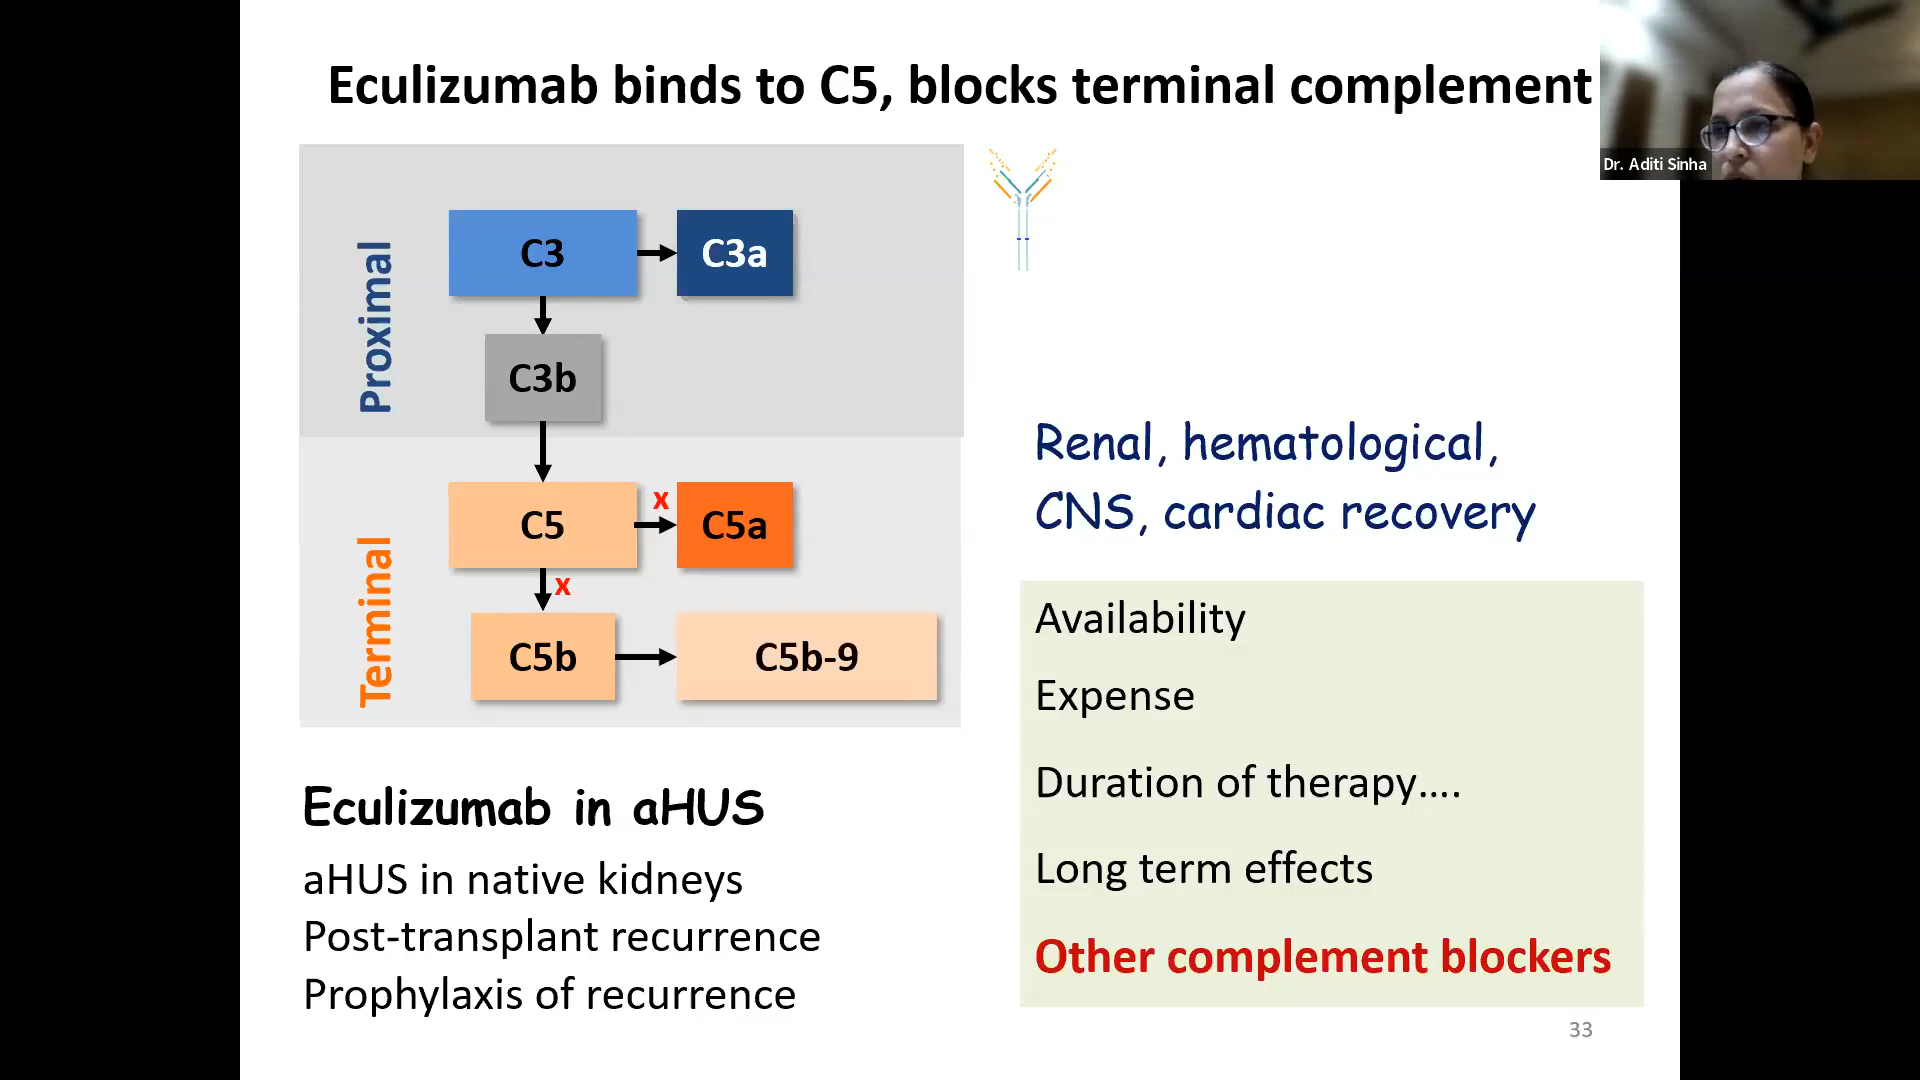 Eculizumab binds to C5, blocks terminal complement
Dr. Aditi Sinha
Proximal
C3
C3a
C3b
Terminal
C5
x
C5a
x
C5b
C5b-9
Renal, hematological,
CNS, cardiac recovery
Availability
Expense
Duration of therapy....
Long term effects
Other complement blockers
Eculizumab in aHUS
aHUS in native kidneys
Post-transplant recurrence
Prophylaxis of recurrence
33